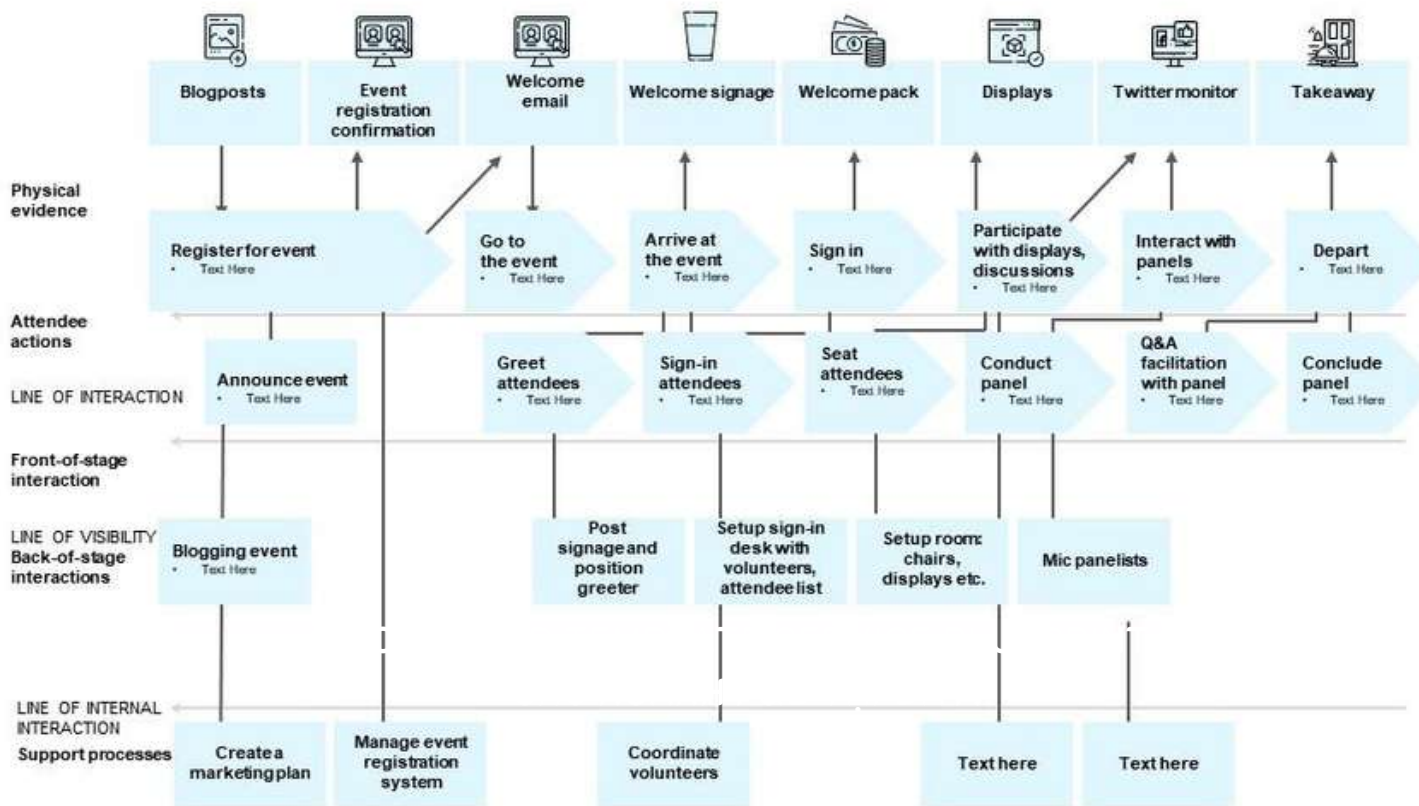 Blogposts
Event
registration
confirmation
Welcome
email
Welcome signage
Welcome pack
Displays
Twitter monitor
Takeaway
Physical
evidence
Register for event
• Text Here
Go to
the event
• Text Here
Arrive at
the event
• Text Here
Sign in
• Text Here
Participate
with displays,
discussions
• Text Here
Interact with
panels
• Text Here
Depart
• Text Here
Attendee
actions
Announce event
• Text Here
Greet
attendees
• Text Here
Sign-in
attendees
• Text Here
Seat
attendees
• Text Here
Conduct
panel
• Text Here
Q&A
facilitation
with panel
• Text Here
Conclude
panel
• Text Here
LINE OF INTERACTION
Front-of-stage
interaction
LINE OF VISIBILITY
Back-of-stage
interactions
Blogging event
• Text Here
Post
signage and
position
greeter
Setup sign-in
desk with
volunteers,
attendee list
Setup room:
chairs,
displays etc.
Mic panelists
LINE OF INTERNAL
INTERACTION
Support processes
Create a
marketing plan
Manage event
registration
system
Coordinate
volunteers
Text here
Text here